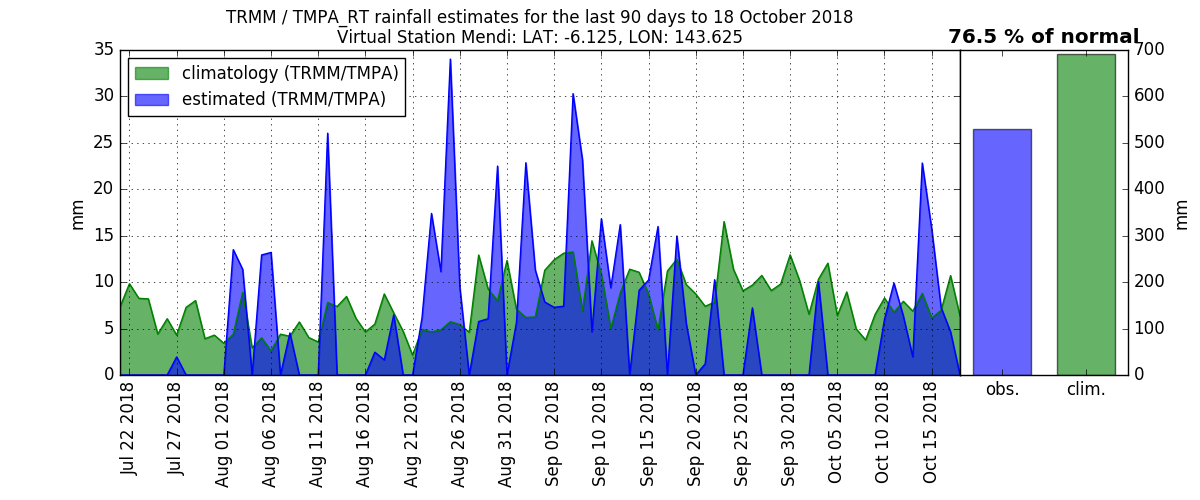 TRMM / TMPA_RT rainfall estimates for the last 90 days to 18 October 2018
Virtual Station Mendi: LAT: -6.125, LON: 143.625
76.5 % of normal
climatology (TRMM/TMPA)
estimated (TRMM/TMPA)
35
30
25
20
15
10
5
0
mm
Jul 22 2018
Jul 27 2018
Aug 01 2018
Aug 06 2018
Aug 11 2018
Aug 16 2018
Aug 21 2018
Aug 26 2018
Aug 31 2018
Sep 05 2018
Sep 10 2018
Sep 15 2018
Sep 20 2018
Sep 25 2018
Sep 30 2018
Oct 05 2018
Oct 10 2018
Oct 15 2018
obs.
clim.
700
600
500
400
300
200
100
0
mm